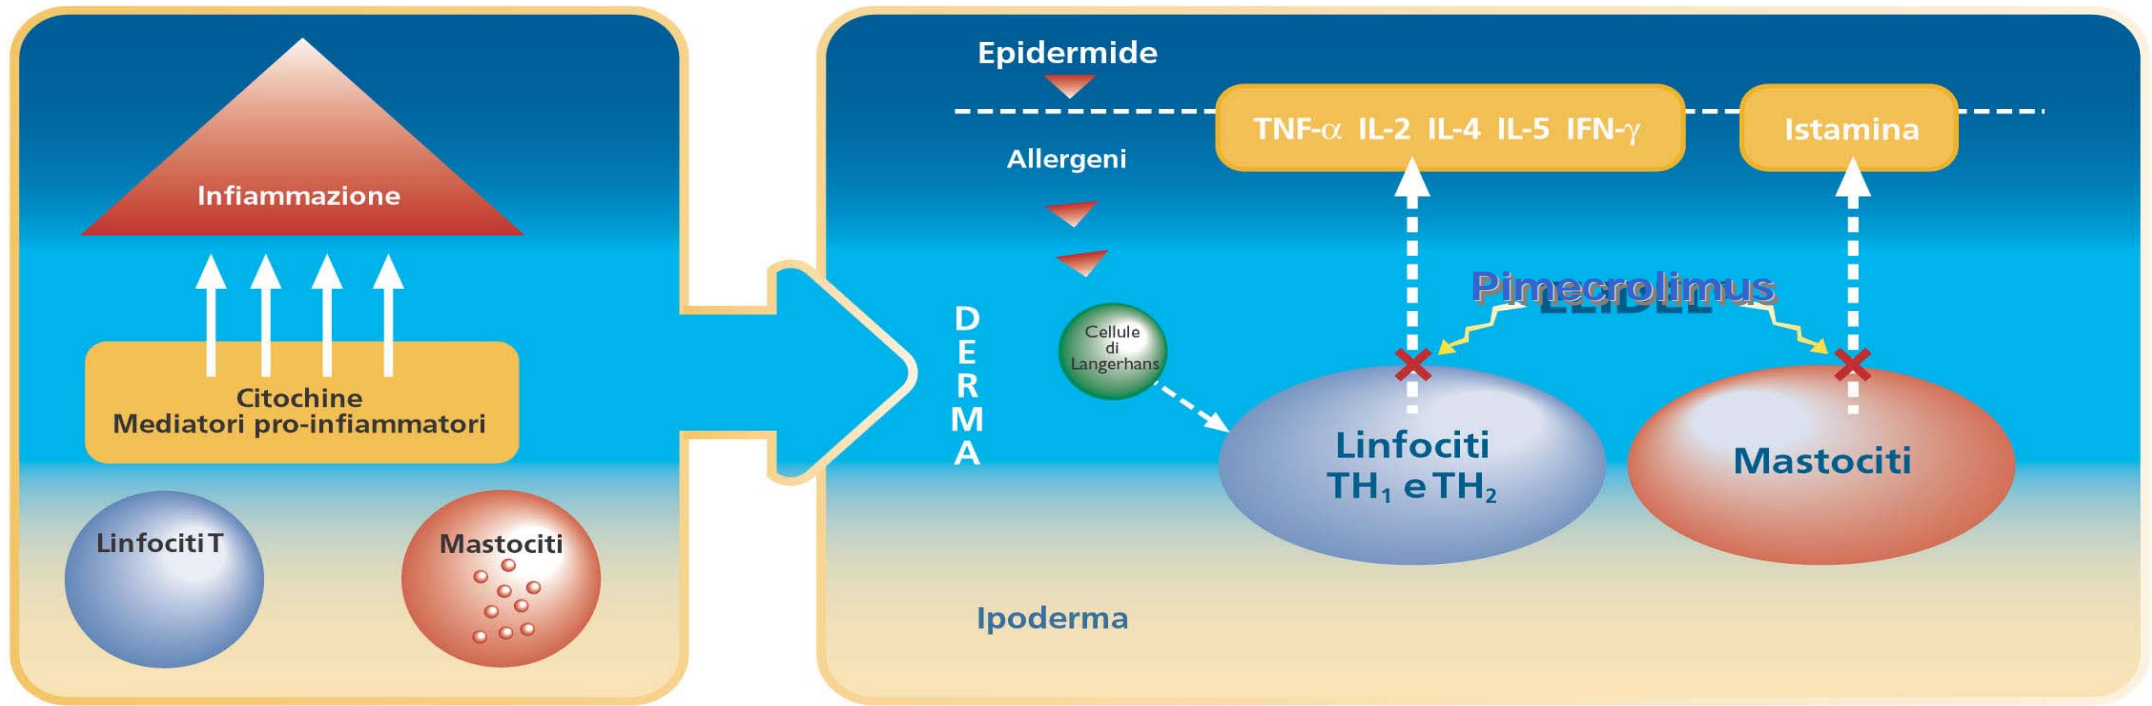 Infiammazione
Citochine
Mediatori pro-infiammatori
Linfociti T
Mastociti
Epidermide
TNF-α IL-2 IL-4 IL-5 IFN-γ
Istamina
Allergeni
DERMA
Cellule
di
Langerhans
Pimecrolimus
Linfociti
TH₁ e TH₂
Mastociti
Ipoderma